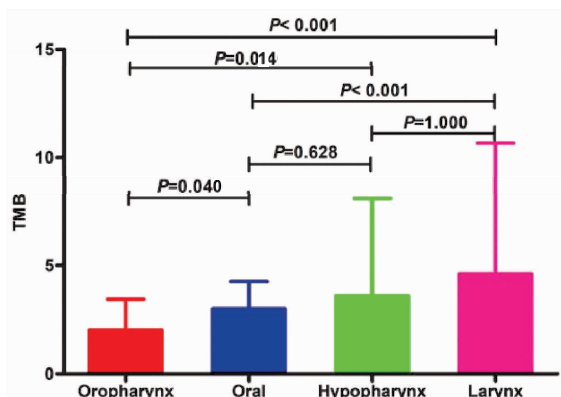 P< 0.001
15
P=0.014
P< 0.001
P=1.000
10
P=0.628
P=0.040
TMB
5
0
Oropharynx Oral Hypopharynx Larynx